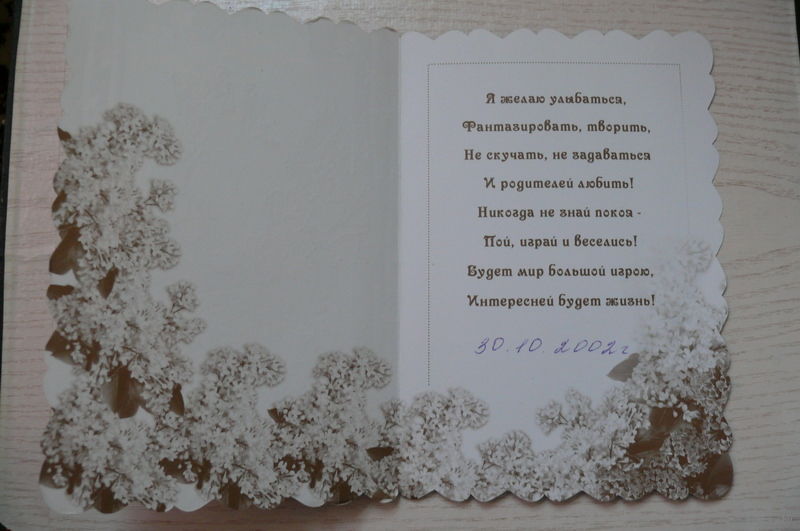 Я желаю улыбаться,
Фантазировать, творить,
Не скучать, не задаваться
И родителей любить!
Никогда не знай покоя -
Пой, играй и веселись!
Будет мир большой игрою,
Интересней будет жизнь!
30.10.2002г